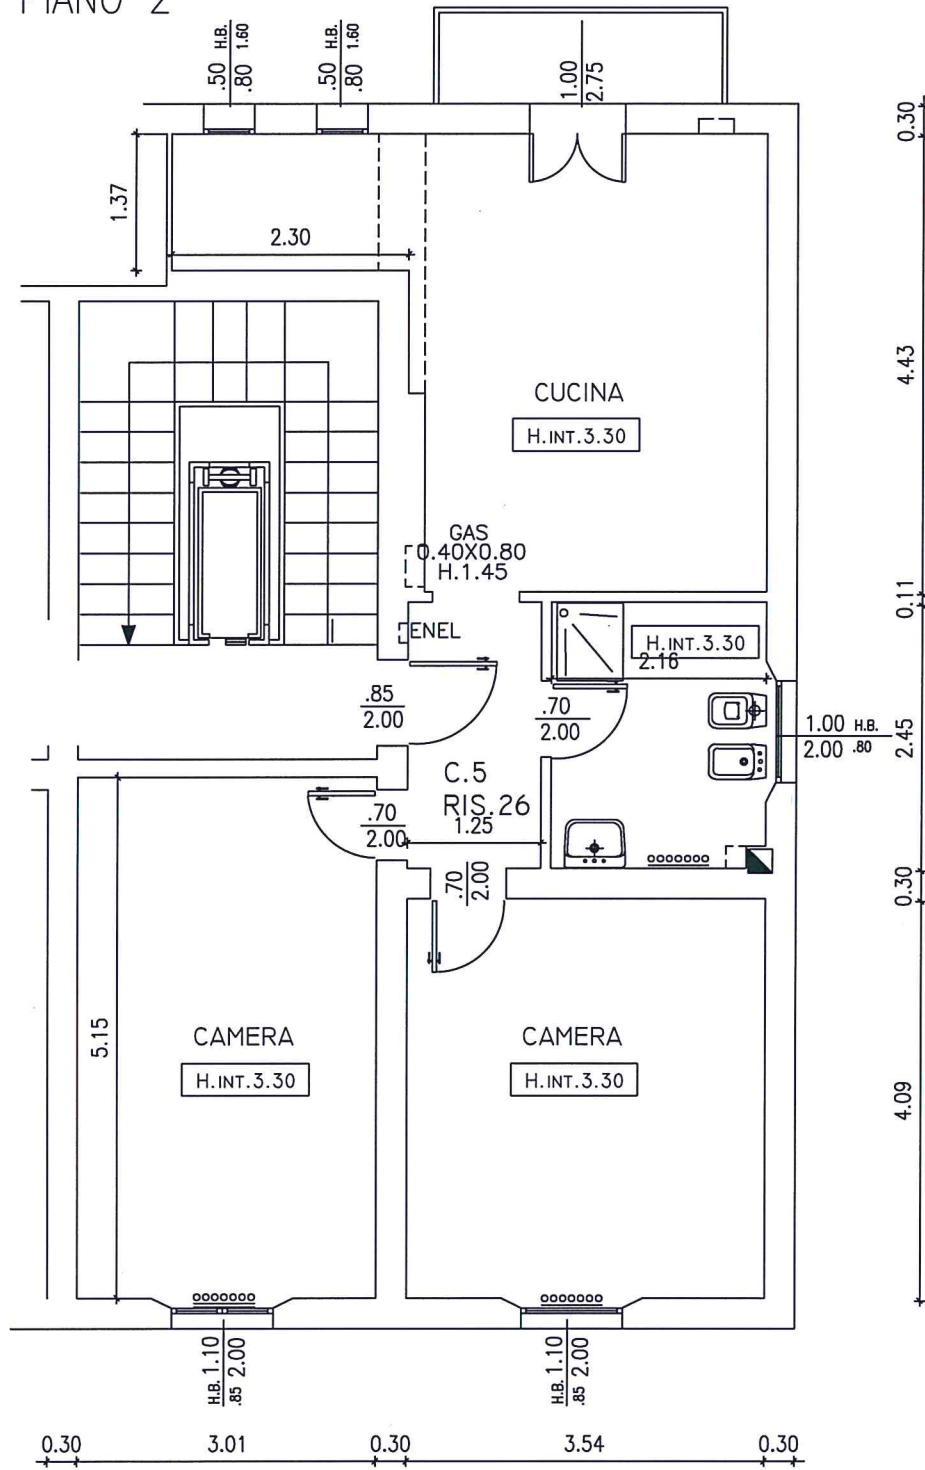 PIANO 2
.50 H.B.
.80 1.60
.50 H.B.
.80 1.60
1.00
2.75
0.30
1.37
2.30
4.43
CUCINA
H.INT.3.30
GAS
0.40X0.80
H.1.45
0.11
ENEL
H.INT.3.30
2.16
.85
2.00
.70
2.00
1.00 H.B.
2.00 .80
2.45
C.5
RIS.26
1.25
.70
2.00
.70
2.00
0.30
5.15
CAMERA
H.INT.3.30
CAMERA
H.INT.3.30
4.09
H.B. 1.10
.85 2.00
H.B. 1.10
.85 2.00
0.30 3.01 0.30 3.54 0.30